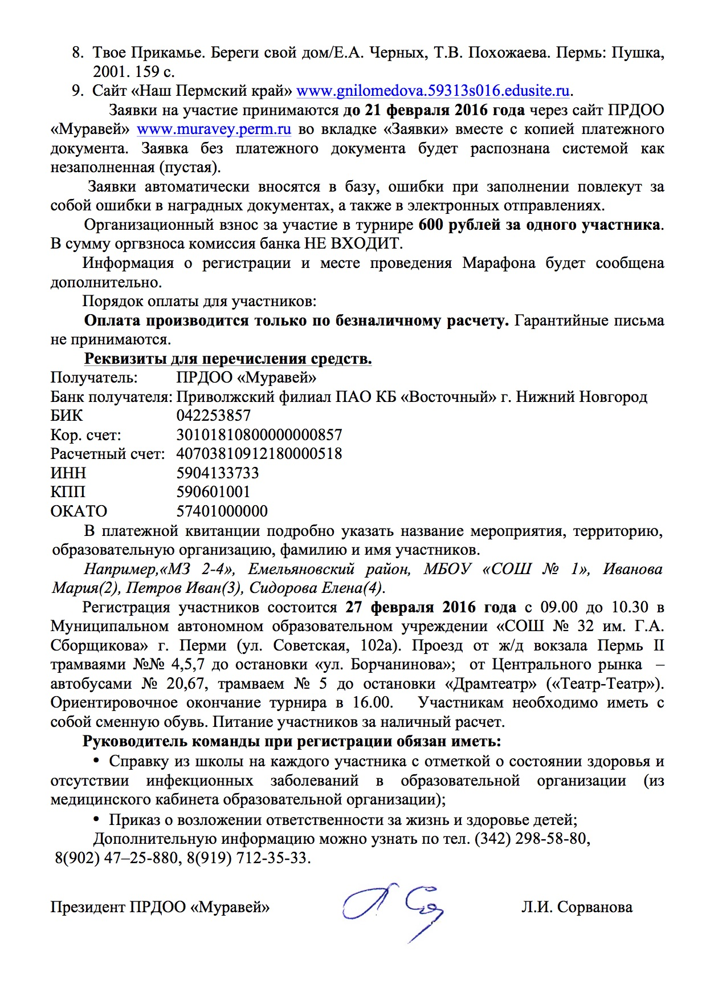 8. Твое Прикамье. Береги свой дом/Е.А. Черных, Т.В. Похожаева. Пермь: Пушка,
2001. 159 с.
9. Сайт «Наш Пермский край» www.gnilomedova.59313s016.edusite.ru.
Заявки на участие принимаются до 21 февраля 2016 года через сайт ПРДОО
«Муравей» www.muravey.perm.ru во вкладке «Заявки» вместе с копией платежного
документа. Заявка без платежного документа будет распознана системой как
незаполненная (пустая).
Заявки автоматически вносятся в базу, ошибки при заполнении повлекут за
собой ошибки в наградных документах, а также в электронных отправлениях.
Организационный взнос за участие в турнире 600 рублей за одного участника.
В сумму оргвзноса комиссия банка НЕ ВХОДИТ.
Информация о регистрации и месте проведения Марафона будет сообщена
дополнительно.
Порядок оплаты для участников:
Оплата производится только по безналичному расчету. Гарантийные письма
не принимаются.
Реквизиты для перечисления средств.
Получатель: ПРДОО «Муравей»
Банк получателя: Приволжский филиал ПАО КБ «Восточный» г. Нижний Новгород
БИК 042253857
Кор. счет: 30101810800000000857
Расчетный счет: 40703810912180000518
ИНН 5904133733
КПП 590601001
ОКАТО 57401000000
В платежной квитанции подробно указать название мероприятия, территорию,
образовательную организацию, фамилию и имя участников.
Например,«МЗ 2-4», Емельяновский район, МБОУ «СОШ № 1», Иванова
Мария(2), Петров Иван(3), Сидорова Елена(4).
Регистрация участников состоится 27 февраля 2016 года с 09.00 до 10.30 в
Муниципальном автономном образовательном учреждении «СОШ № 32 им. Г.А.
Сборщикова» г. Перми (ул. Советская, 102а). Проезд от ж/д вокзала Пермь II
трамваями №№ 4,5,7 до остановки «ул. Борчанинова»; от Центрального рынка –
автобусами № 20,67, трамваем № 5 до остановки «Драмтеатр» («Театр-Театр»).
Ориентировочное окончание турнира в 16.00. Участникам необходимо иметь с
собой сменную обувь. Питание участников за наличный расчет.
Руководитель команды при регистрации обязан иметь:
• Справку из школы на каждого участника с отметкой о состоянии здоровья и
отсутствии инфекционных заболеваний в образовательной организации (из
медицинского кабинета образовательной организации);
• Приказ о возложении ответственности за жизнь и здоровье детей;
Дополнительную информацию можно узнать по тел. (342) 298-58-80,
8(902) 47–25-880, 8(919) 712-35-33.
Президент ПРДОО «Муравей» Л.И. Сорванова